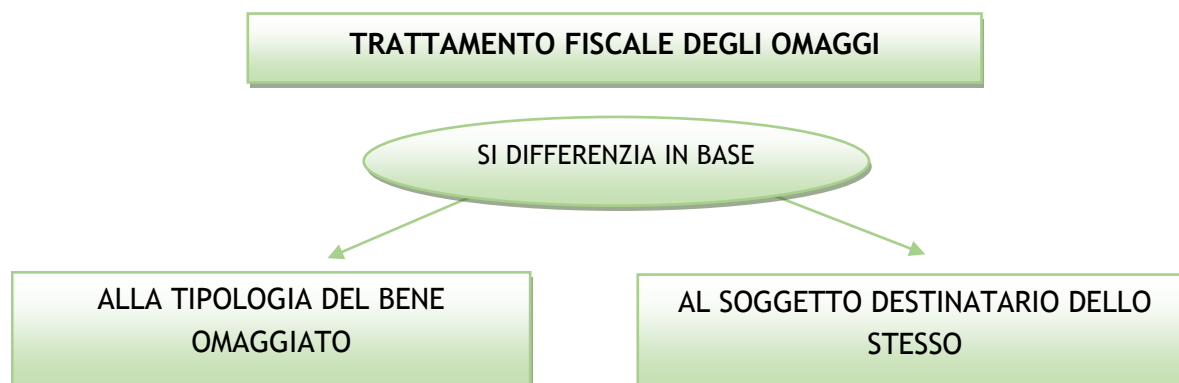 TRATTAMENTO FISCALE DEGLI OMAGGI
SI DIFFERENZIA IN BASE
ALLA TIPOLOGIA DEL BENE
OMAGGIATO
AL SOGGETTO DESTINATARIO DELLO
STESSO